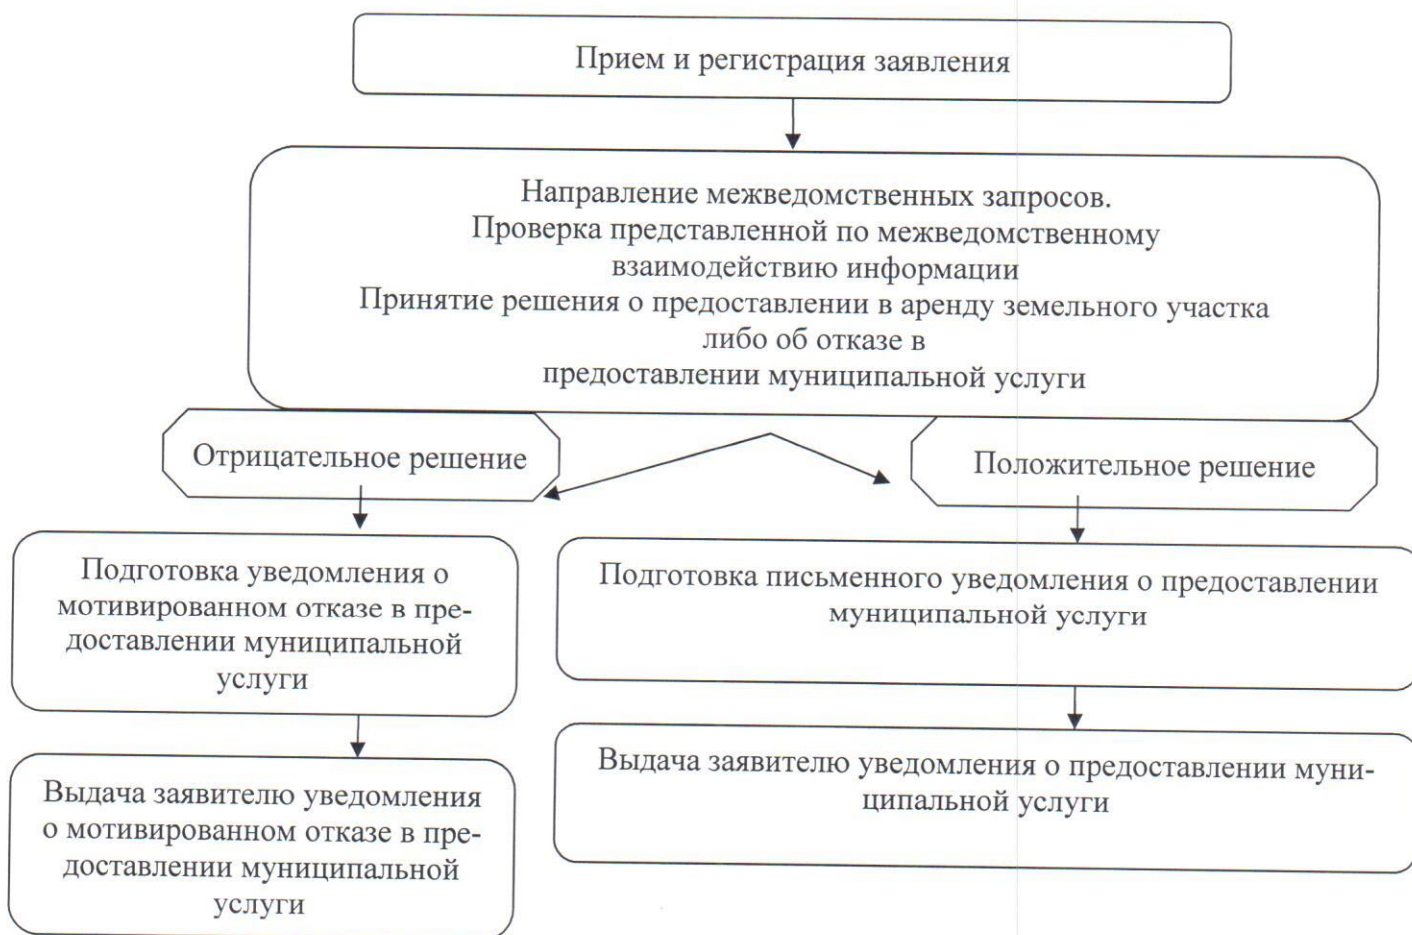 Прием и регистрация заявления
Направление межведомственных запросов.
Проверка представленной по межведомственному
взаимодействию информации
Принятие решения о предоставлении в аренду земельного участка
либо об отказе в
предоставлении муниципальной услуги
Отрицательное решение
Положительное решение
Подготовка уведомления о
мотивированном отказе в пре-
доставлении муниципальной
услуги
Подготовка письменного уведомления о предоставлении
муниципальной услуги
Выдача заявителю уведомления
о мотивированном отказе в пре-
доставлении муниципальной
услуги
Выдача заявителю уведомления о предоставлении муни-
ципальной услуги